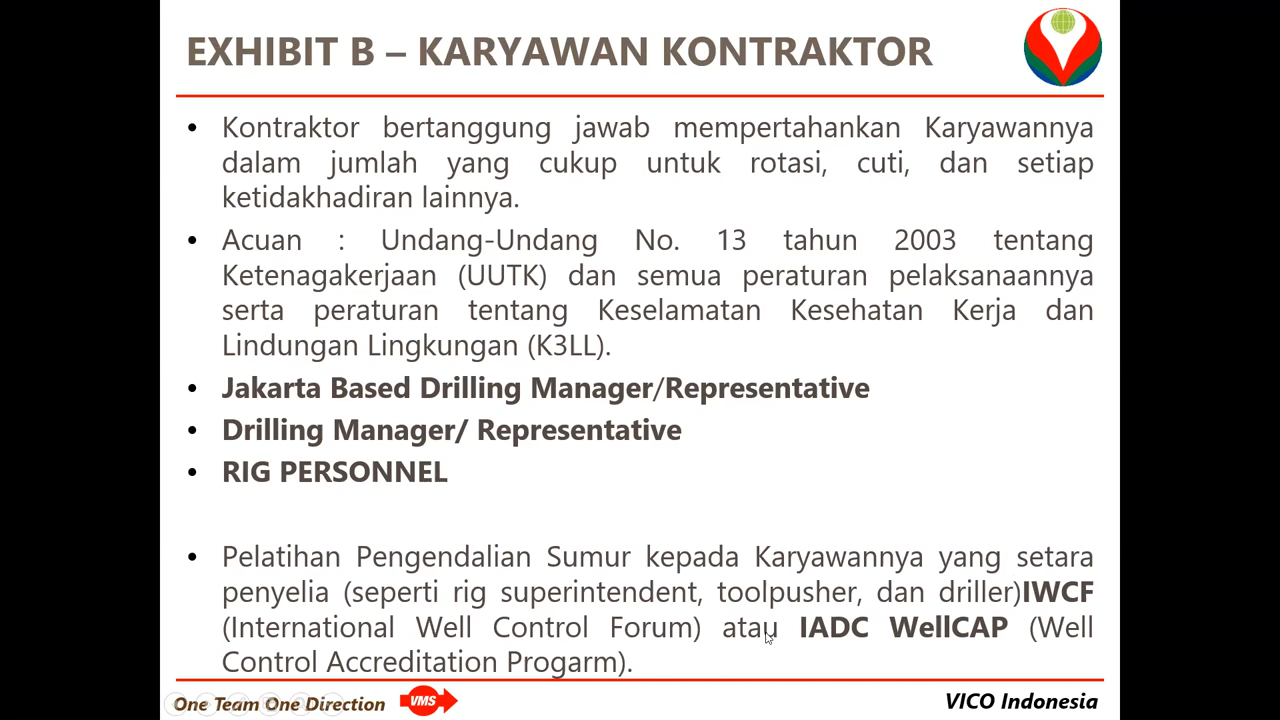 EXHIBIT B – KARYAWAN KONTRAKTOR
• Kontraktor bertanggung jawab mempertahankan Karyawannya
dalam jumlah yang cukup untuk rotasi, cuti, dan setiap
ketidakhadiran lainnya.
• Acuan : Undang-Undang No. 13 tahun 2003 tentang
Ketenagakerjaan (UUTK) dan semua peraturan pelaksanaannya
serta peraturan tentang Keselamatan Kesehatan Kerja dan
Lindungan Lingkungan (K3LL).
• Jakarta Based Drilling Manager/Representative
• Drilling Manager/ Representative
• RIG PERSONNEL
• Pelatihan Pengendalian Sumur kepada Karyawannya yang setara
penyelia (seperti rig superintendent, toolpusher, dan driller)IWCF
(International Well Control Forum) atau IADC WellCAP (Well
Control Accreditation Progarm).
One Team One Direction
VMS
VICO Indonesia